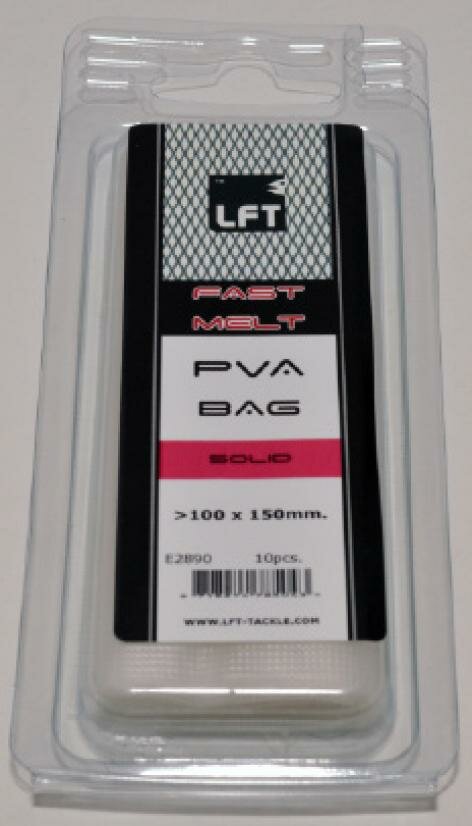 LFT
FAST
MELT
PVA
BAG
SOLID
>100 x 150mm.
E2890 10pcs.
WWW.LFT-TACKLE.COM